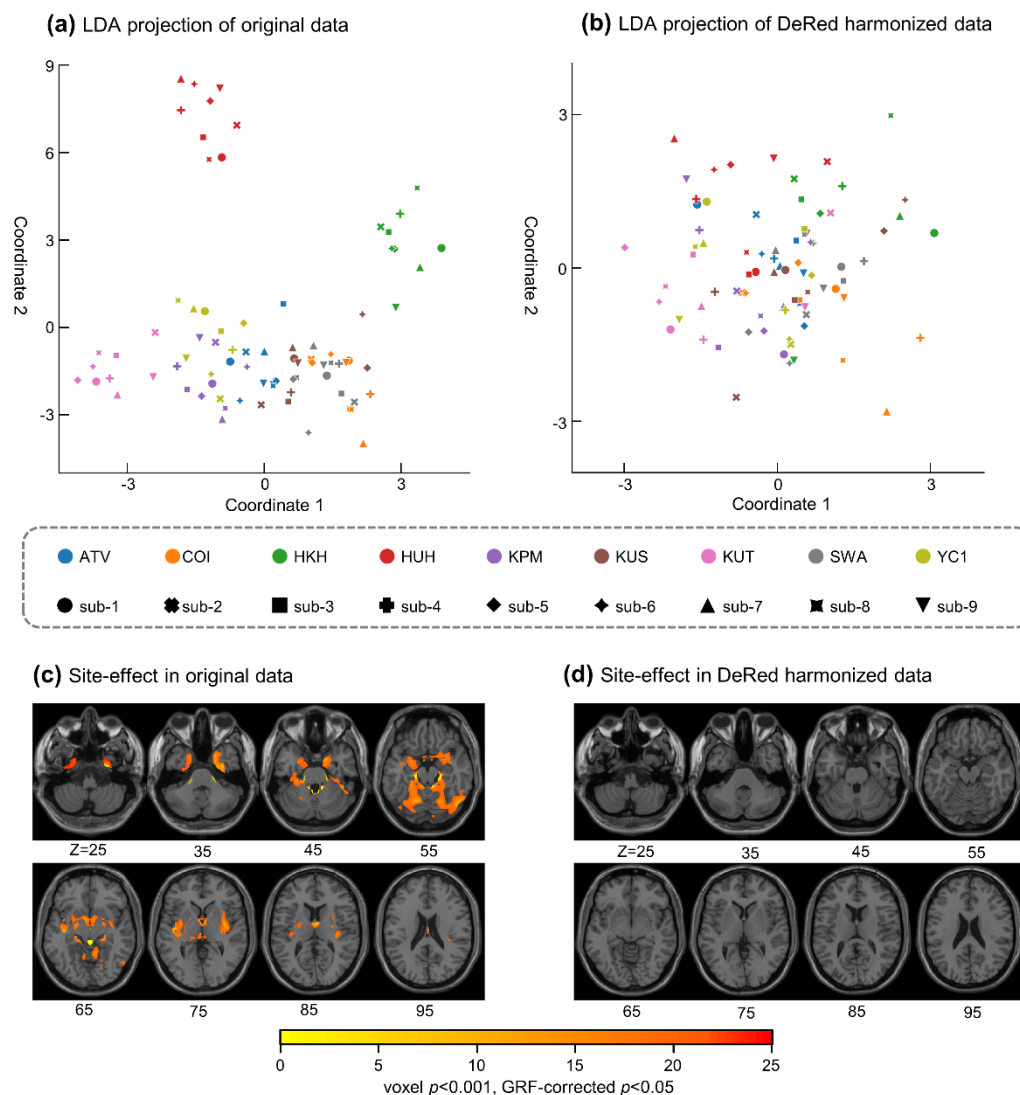 (a) LDA projection of original data
(b) LDA projection of DeRed harmonized data
9
6
3
0
-3
Coordinate 2
-3 0 3
Coordinate 1
3
0
-3
Coordinate 2
-3 0 3
Coordinate 1
ATV COI HKH HUH KPM KUS KUT SWA YC1
sub-1 sub-2 sub-3 sub-4 sub-5 sub-6 sub-7 sub-8 sub-9
(c) Site-effect in original data
(d) Site-effect in DeRed harmonized data
Z=25 35 45 55
65 75 85 95
Z=25 35 45 55
65 75 85 95
0 5 10 15 20 25
voxel p<0.001, GRF-corrected p<0.05